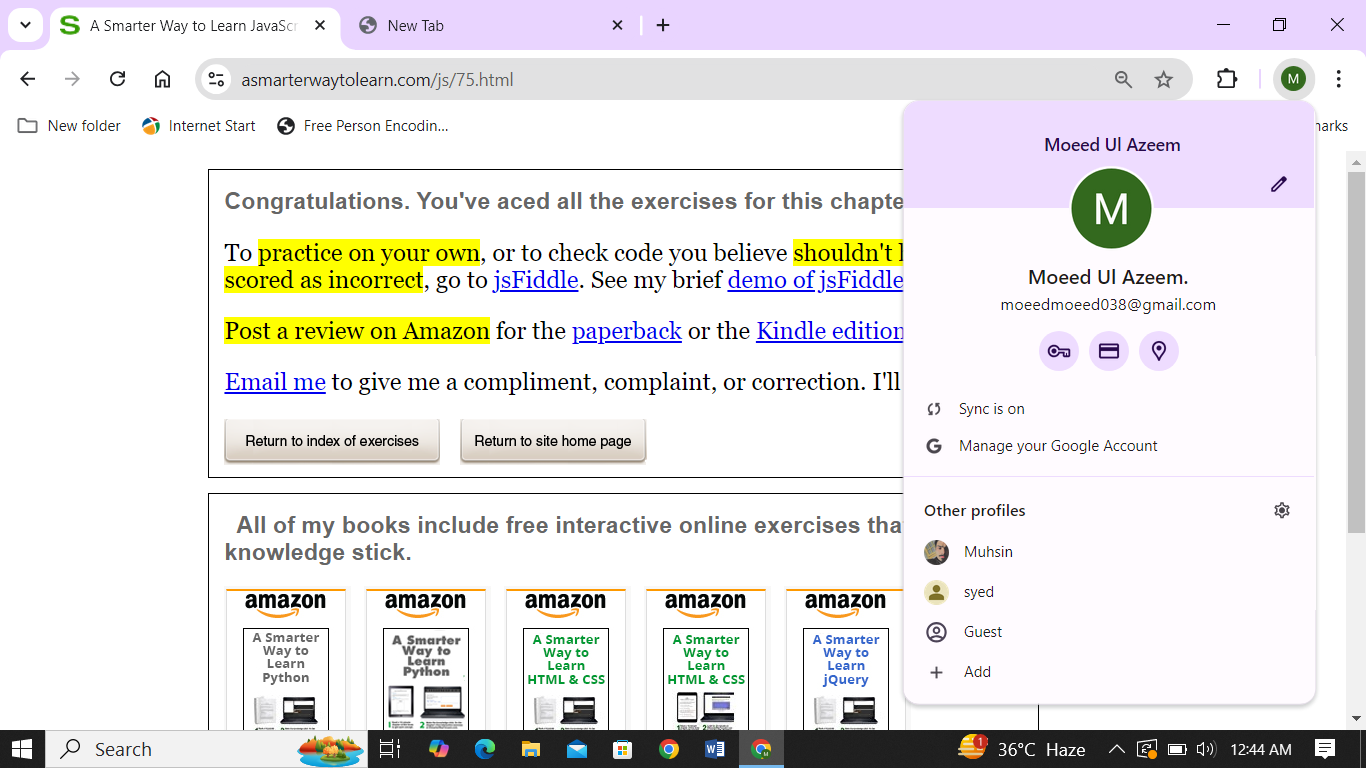 A Smarter Way to Learn JavaScr
New Tab
asmarterwaytolearn.com/js/75.html
M
New folder
Internet Start
Free Person Encodin...
Moeed Ul Azeem
M
Moeed Ul Azeem.
moeedmoeed038@gmail.com
Sync is on
Manage your Google Account
Other profiles
Muhsin
syed
Guest
Add
Congratulations. You've aced all the exercises for this chapte
To practice on your own, or to check code you believe shouldn't
scored as incorrect, go to jsFiddle. See my brief demo of jsFiddle
Post a review on Amazon for the paperback or the Kindle edition
Email me to give me a compliment, complaint, or correction. I'll
Return to index of exercises
Return to site home page
All of my books include free interactive online exercises tha
knowledge stick.
amazon amazon amazon amazon amazon
A Smarter
Way to
Learn
Python
A Smarter
Way to
Learn
Python
A Smarter
Way to
Learn
HTML & CSS
A Smarter
Way to
Learn
HTML & CSS
A Smarter
Way to
Learn
jQuery
Search
1
36°C Haze
12:44 AM